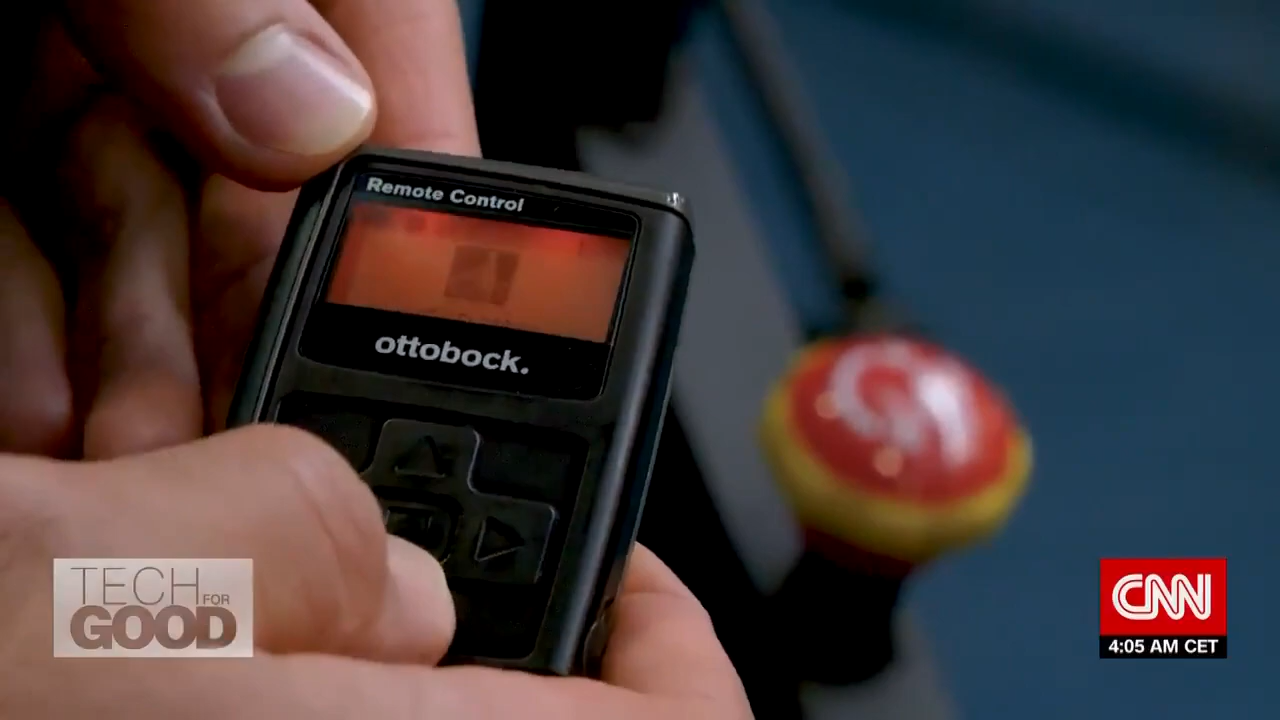 Remote Control
ottobock.
TECH FOR
GOOD
CNN
4:05 AM CET